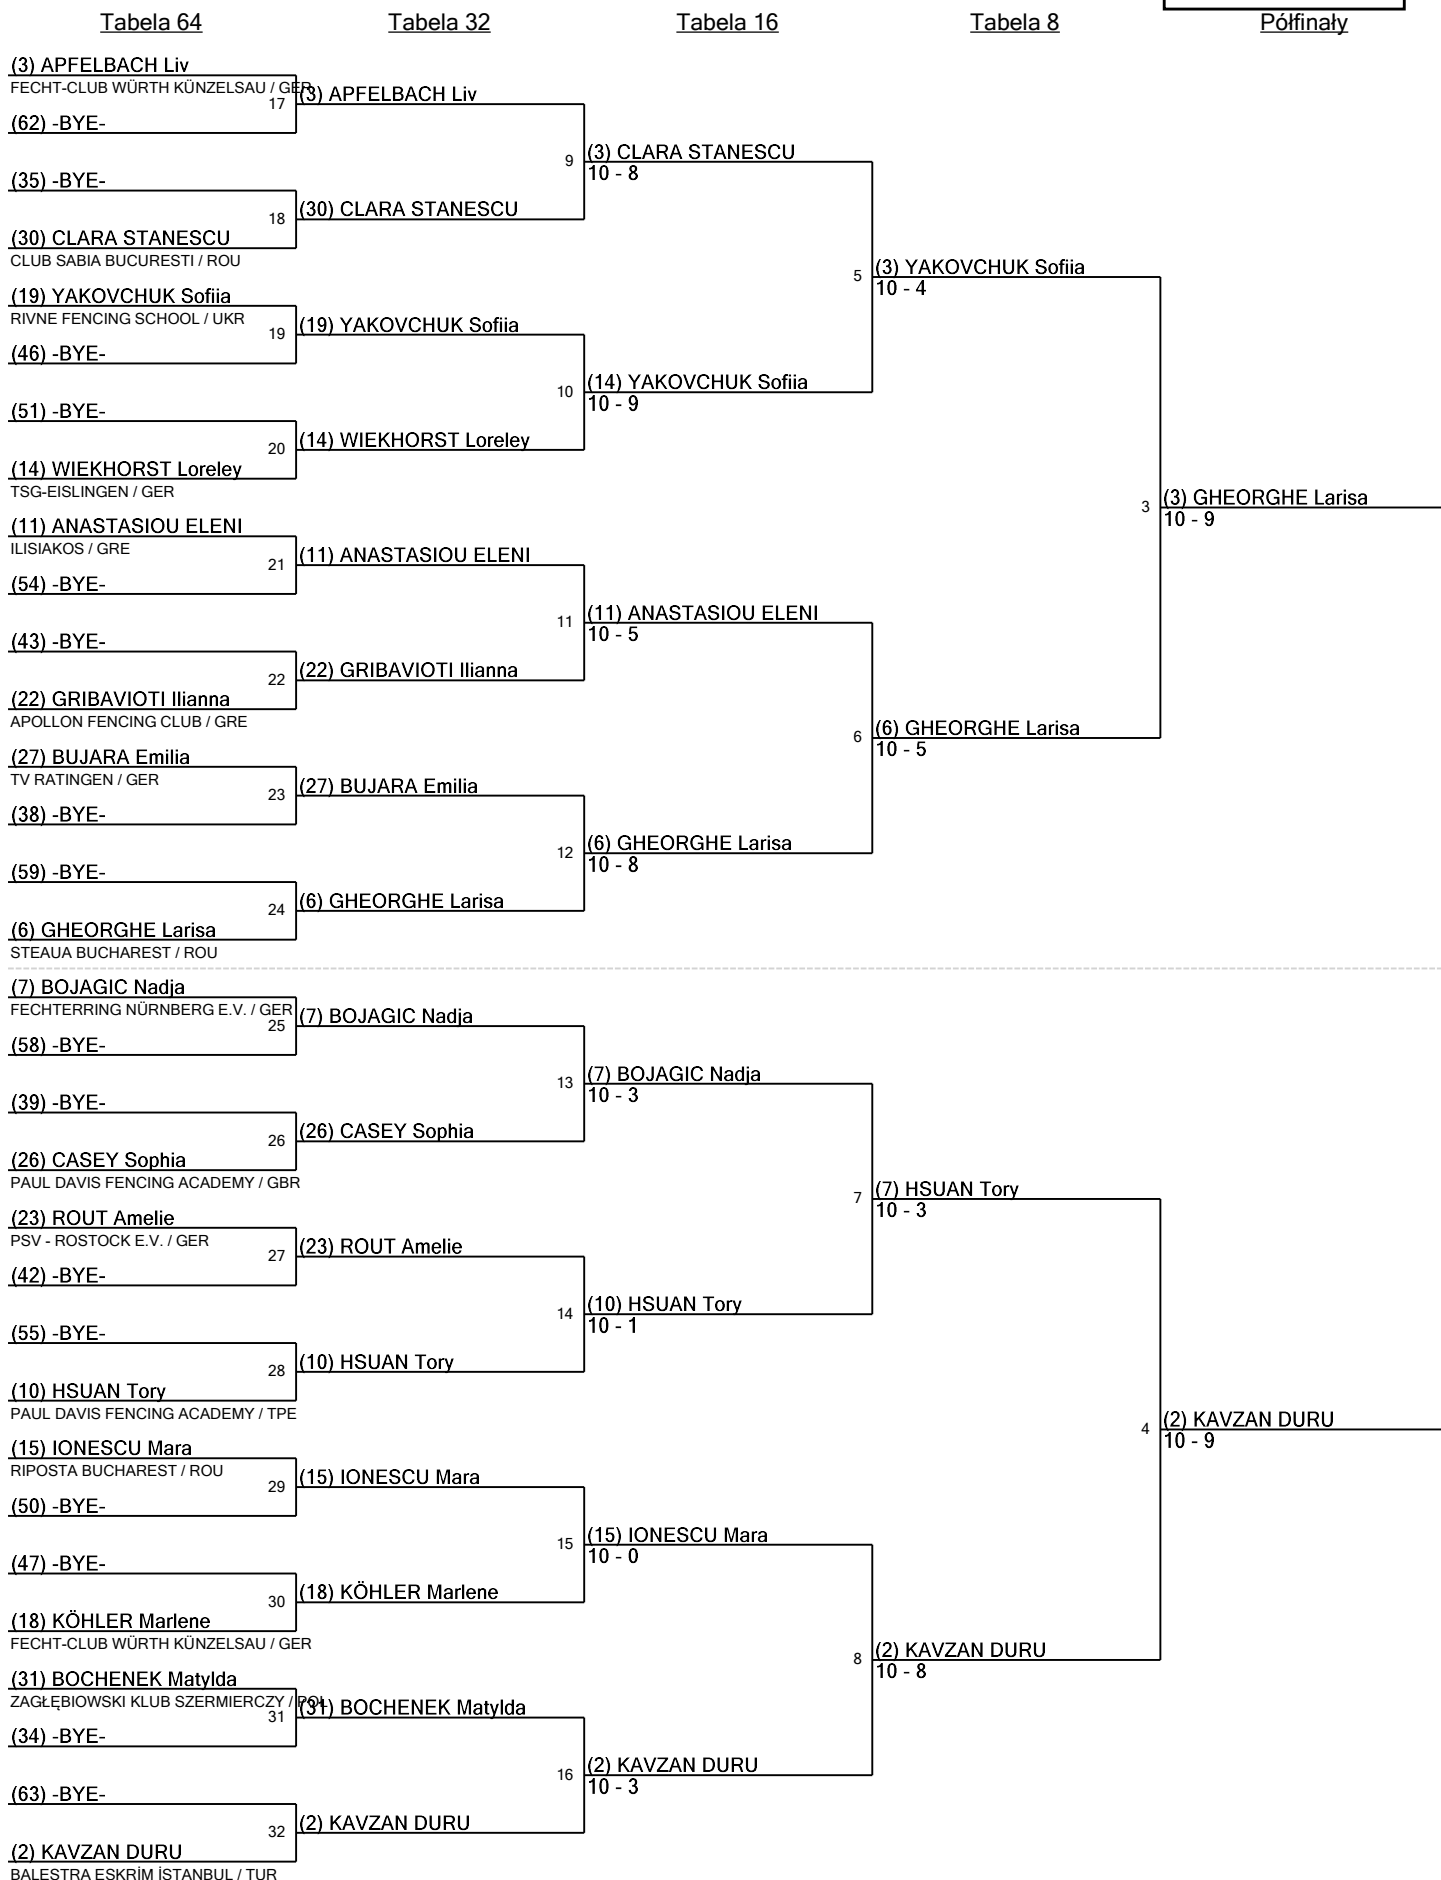 Tabela 64
Tabela 32
Tabela 16
Tabela 8
Półfinały
(3) APFELBACH Liv
FECHT-CLUB WÜRTH KÜNZELSAU / GER
17
(3) APFELBACH Liv
(62) -BYE-
9
(3) CLARA STANESCU
10 - 8
(35) -BYE-
18
(30) CLARA STANESCU
(30) CLARA STANESCU
CLUB SABIA BUCURESTI / ROU
5
(3) YAKOVCHUK Sofiia
10 - 4
(19) YAKOVCHUK Sofiia
RIVNE FENCING SCHOOL / UKR
19
(19) YAKOVCHUK Sofiia
(46) -BYE-
10
(14) YAKOVCHUK Sofiia
10 - 9
(51) -BYE-
20
(14) WIEKHORST Loreley
(14) WIEKHORST Loreley
TSG-EISLINGEN / GER
3
(3) GHEORGHE Larisa
10 - 9
(11) ANASTASIOU ELENI
ILISIAKOS / GRE
21
(11) ANASTASIOU ELENI
(54) -BYE-
11
(11) ANASTASIOU ELENI
10 - 5
(43) -BYE-
22
(22) GRIBAVIOTI Ilianna
(22) GRIBAVIOTI Ilianna
APOLLON FENCING CLUB / GRE
6
(6) GHEORGHE Larisa
10 - 5
(27) BUJARA Emilia
TV RATINGEN / GER
23
(27) BUJARA Emilia
(38) -BYE-
12
(6) GHEORGHE Larisa
10 - 8
(59) -BYE-
24
(6) GHEORGHE Larisa
(6) GHEORGHE Larisa
STEAUA BUCHAREST / ROU
(7) BOJAGIC Nadja
FECHTERRING NÜRNBERG E.V. / GER
25
(7) BOJAGIC Nadja
(58) -BYE-
13
(7) BOJAGIC Nadja
10 - 3
(39) -BYE-
26
(26) CASEY Sophia
(26) CASEY Sophia
PAUL DAVIS FENCING ACADEMY / GBR
7
(7) HSUAN Tory
10 - 3
(23) ROUT Amelie
PSV - ROSTOCK E.V. / GER
27
(23) ROUT Amelie
(42) -BYE-
14
(10) HSUAN Tory
10 - 1
(55) -BYE-
28
(10) HSUAN Tory
(10) HSUAN Tory
PAUL DAVIS FENCING ACADEMY / TPE
4
(2) KAVZAN DURU
10 - 9
(15) IONESCU Mara
RIPOSTA BUCHAREST / ROU
29
(15) IONESCU Mara
(50) -BYE-
15
(15) IONESCU Mara
10 - 0
(47) -BYE-
30
(18) KÖHLER Marlene
(18) KÖHLER Marlene
FECHT-CLUB WÜRTH KÜNZELSAU / GER
8
(2) KAVZAN DURU
10 - 8
(31) BOCHENEK Matylda
ZAGŁĘBIOWSKI KLUB SZERMIERCZY / POL
31
(31) BOCHENEK Matylda
(34) -BYE-
16
(2) KAVZAN DURU
10 - 3
(63) -BYE-
32
(2) KAVZAN DURU
(2) KAVZAN DURU
BALESTRA ESKRİM İSTANBUL / TUR